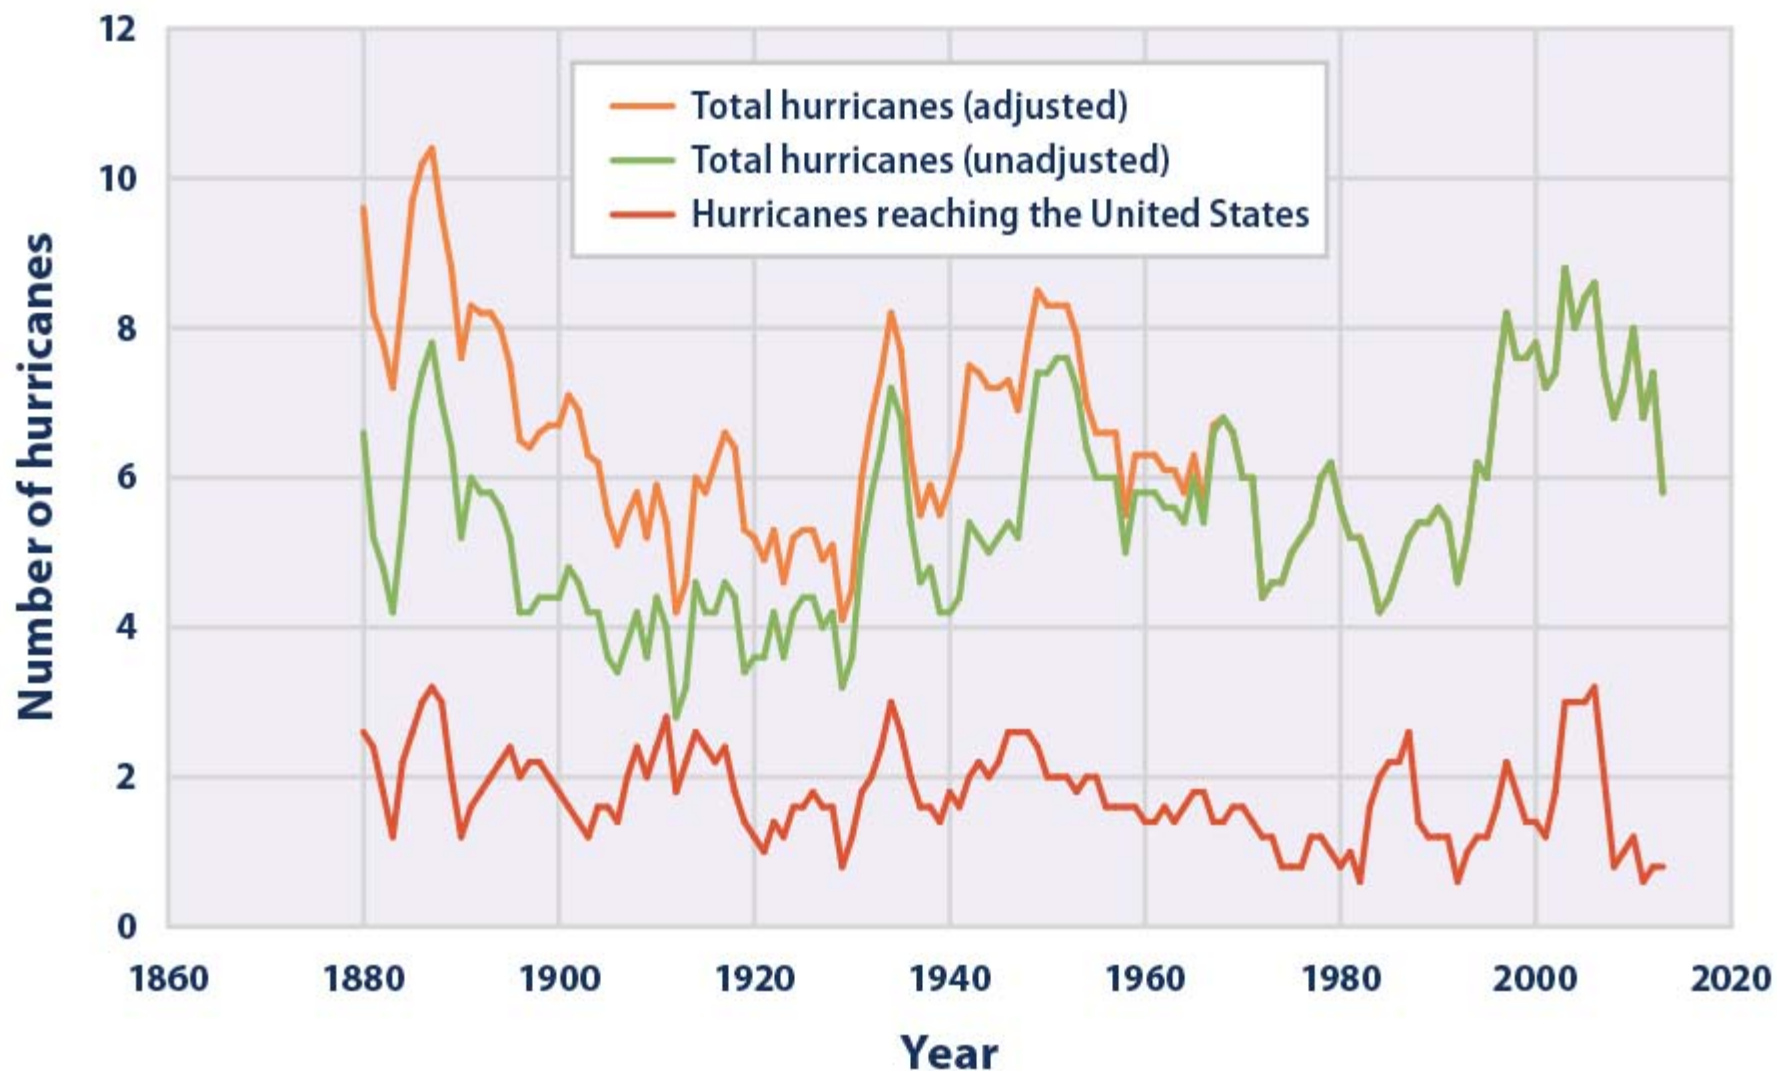 12
10
8
6
4
2
0
Number of hurricanes
Total hurricanes (adjusted)
Total hurricanes (unadjusted)
Hurricanes reaching the United States
1860 1880 1900 1920 1940 1960 1980 2000 2020
Year